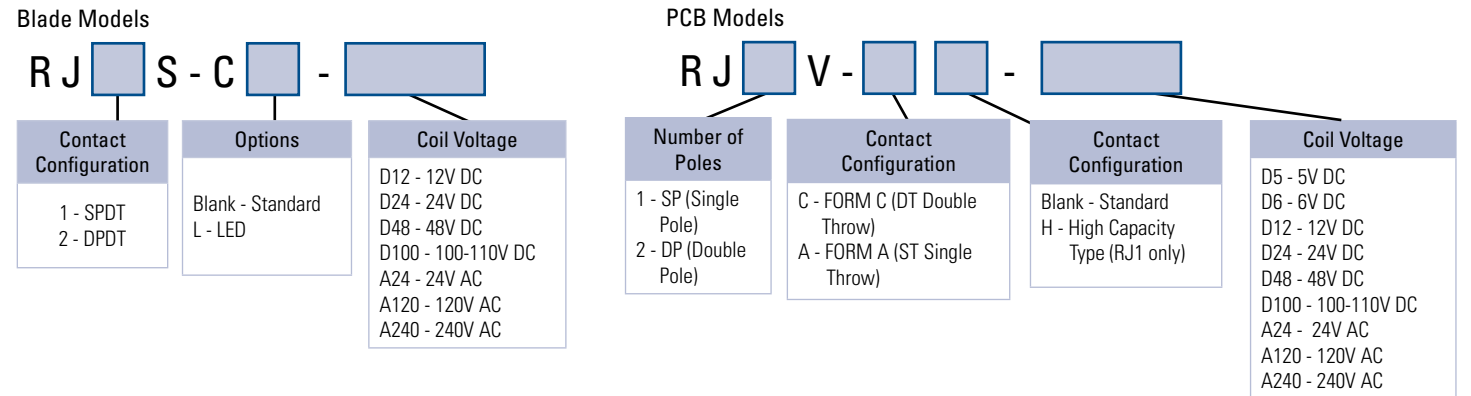 Blade Models
RJ S - C -
Contact
Configuration
1 - SPDT
2 - DPDT
Options
Blank - Standard
L - LED
Coil Voltage
D12 - 12V DC
D24 - 24V DC
D48 - 48V DC
D100 - 100-110V DC
A24 - 24V AC
A120 - 120V AC
A240 - 240V AC
PCB Models
RJ V - -
Number of
Poles
1 - SP (Single
Pole)
2 - DP (Double
Pole)
Contact
Configuration
C - FORM C (DT Double
Throw)
A - FORM A (ST Single
Throw)
Contact
Configuration
Blank - Standard
H - High Capacity
Type (RJ1 only)
Coil Voltage
D5 - 5V DC
D6 - 6V DC
D12 - 12V DC
D24 - 24V DC
D48 - 48V DC
D100 - 100-110V DC
A24 - 24V AC
A120 - 120V AC
A240 - 240V AC